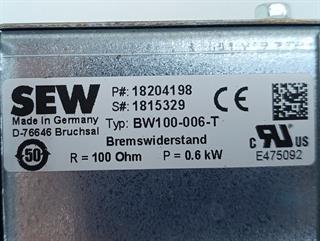 SEW
P#: 18204198
S#: 1815329
Made in Germany
D-76646 Bruchsal
Typ: BW100-006-T
Bremswiderstand
R = 100 Ohm P = 0.6 kW
CE
50
c RU US
E475092